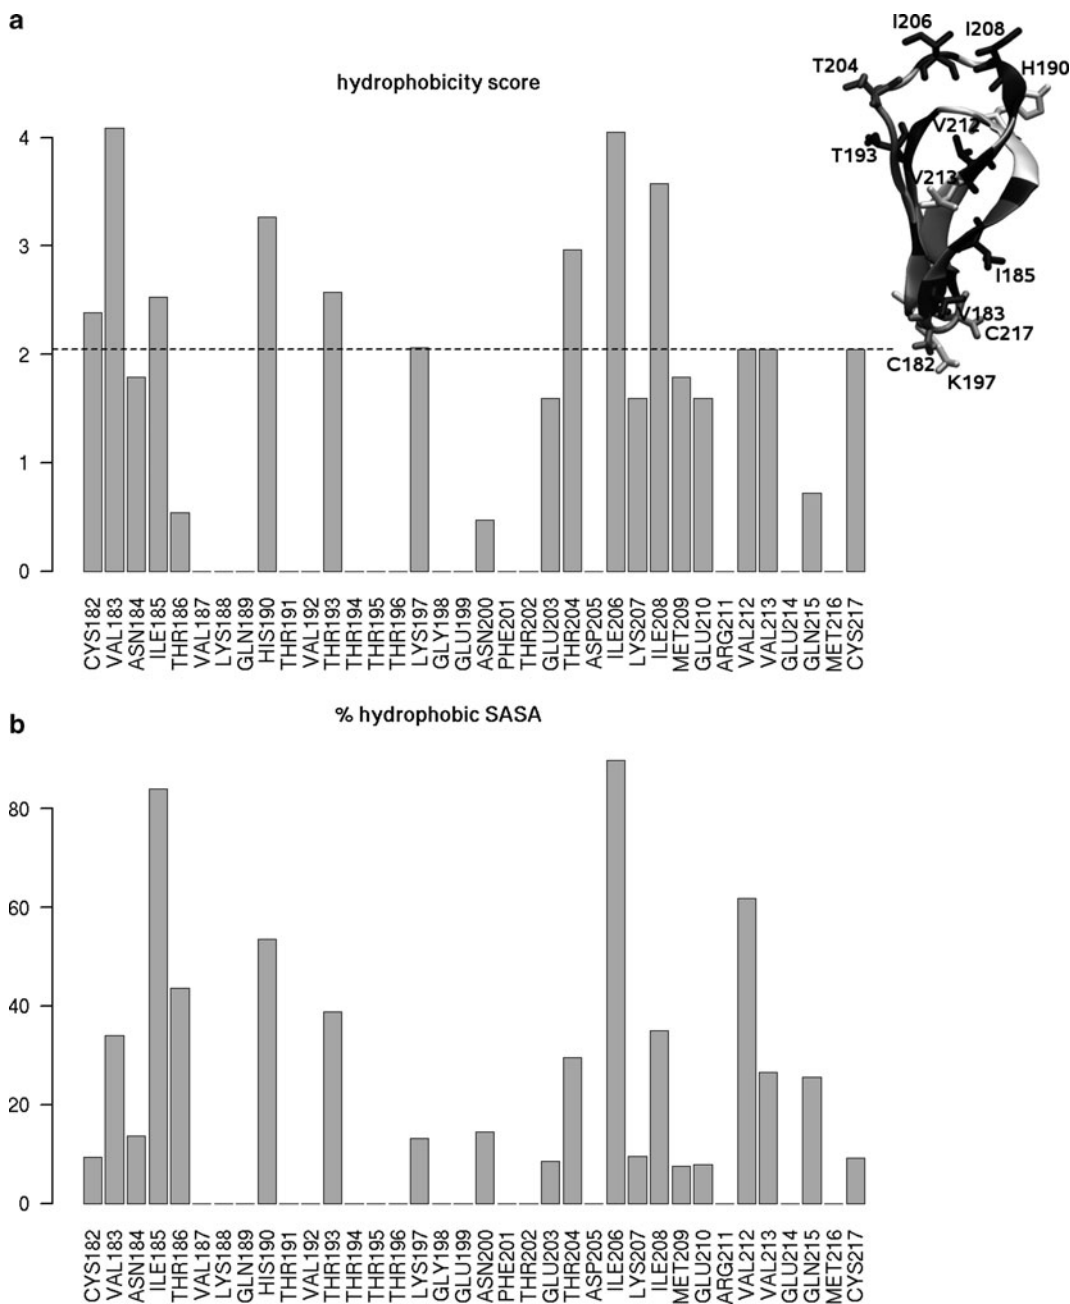 a
hydrophobicity score
I206
I208
T204
H190
V212
T193
V213
I185
V183
C217
C182
K197
4
3
2
1
0
CYS182
VAL183
ASN184
ILE185
THR186
VAL187
LYS188
GLN189
HIS190
THR191
VAL192
THR193
THR194
THR195
THR196
LYS197
GLY198
GLU199
ASN200
PHE201
THR202
GLU203
THR204
ASP205
ILE206
LYS207
ILE208
MET209
GLU210
ARG211
VAL212
VAL213
GLU214
GLN215
MET216
CYS217
b
% hydrophobic SASA
80
60
40
20
0
CYS182
VAL183
ASN184
ILE185
THR186
VAL187
LYS188
GLN189
HIS190
THR191
VAL192
THR193
THR194
THR195
THR196
LYS197
GLY198
GLU199
ASN200
PHE201
THR202
GLU203
THR204
ASP205
ILE206
LYS207
ILE208
MET209
GLU210
ARG211
VAL212
VAL213
GLU214
GLN215
MET216
CYS217